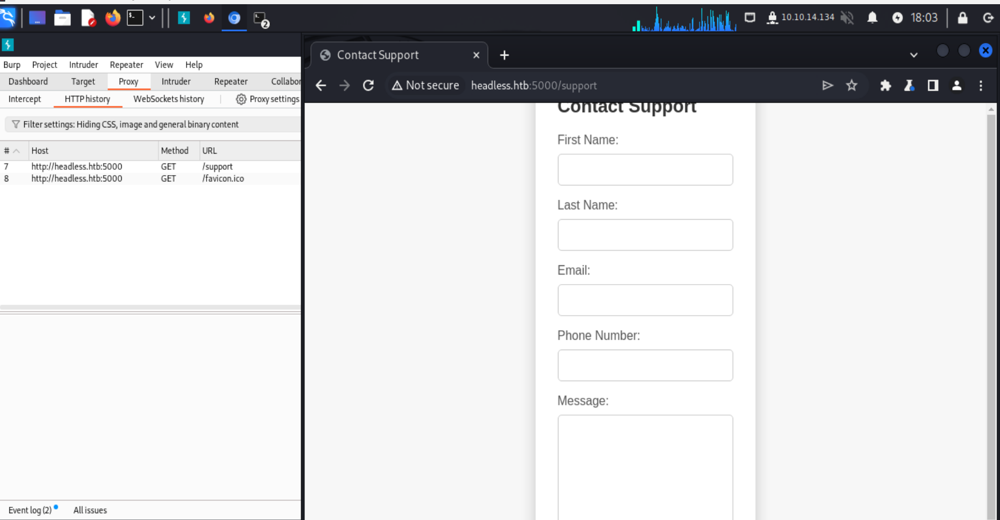 2
10.10.14.134
18:03
Contact Support
Burp Project Intruder Repeater View Help
Dashboard Target Proxy Intruder Repeater Collabor
Intercept HTTP history WebSockets history Proxy settings
Filter settings: Hiding CSS, image and general binary content
# Host Method URL
7 http://headless.htb:5000 GET /support
8 http://headless.htb:5000 GET /favicon.ico
Event log (2) All issues
Not secure headless.htb:5000/support
Contact Support
First Name:
Last Name:
Email:
Phone Number:
Message: